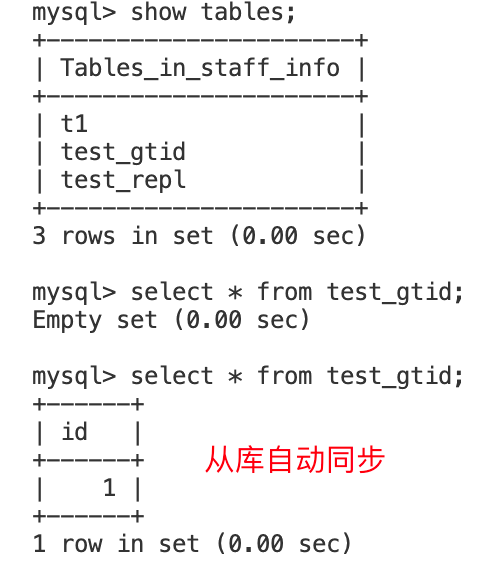 mysql> show tables;
+----------------------+
| Tables_in_staff_info |
+----------------------+
| t1                   |
| test_gtid            |
| test_repl            |
+----------------------+
3 rows in set (0.00 sec)
mysql> select * from test_gtid;
Empty set (0.00 sec)
mysql> select * from test_gtid;
+------+
| id   |
+------+
从库自动同步
|    1 |
+------+
1 row in set (0.00 sec)